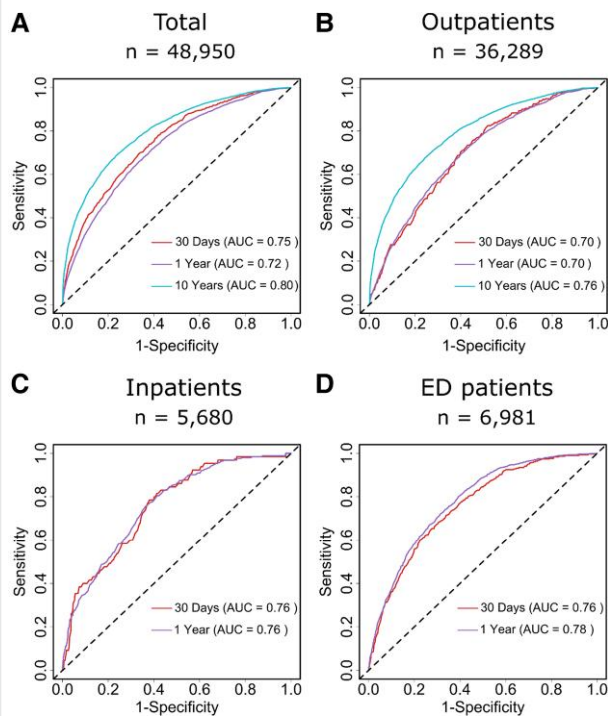 A
Total
n = 48,950
Sensitivity
1.0
0.8
0.6
0.4
0.2
0.0
30 Days (AUC = 0.75 )
1 Year (AUC = 0.72 )
10 Years (AUC = 0.80)
0.0 0.2 0.4 0.6 0.8 1.0
1-Specificity
B
Outpatients
n = 36,289
Sensitivity
1.0
0.8
0.6
0.4
0.2
0.0
30 Days (AUC = 0.70 )
1 Year (AUC = 0.70 )
10 Years (AUC = 0.76 )
0.0 0.2 0.4 0.6 0.8 1.0
1-Specificity
C
Inpatients
n = 5,680
Sensitivity
1.0
0.8
0.6
0.4
0.2
0.0
30 Days (AUC = 0.76 )
1 Year (AUC = 0.76 )
0.0 0.2 0.4 0.6 0.8 1.0
1-Specificity
D
ED patients
n = 6,981
Sensitivity
1.0
0.8
0.6
0.4
0.2
0.0
30 Days (AUC = 0.76 )
1 Year (AUC = 0.78 )
0.0 0.2 0.4 0.6 0.8 1.0
1-Specificity